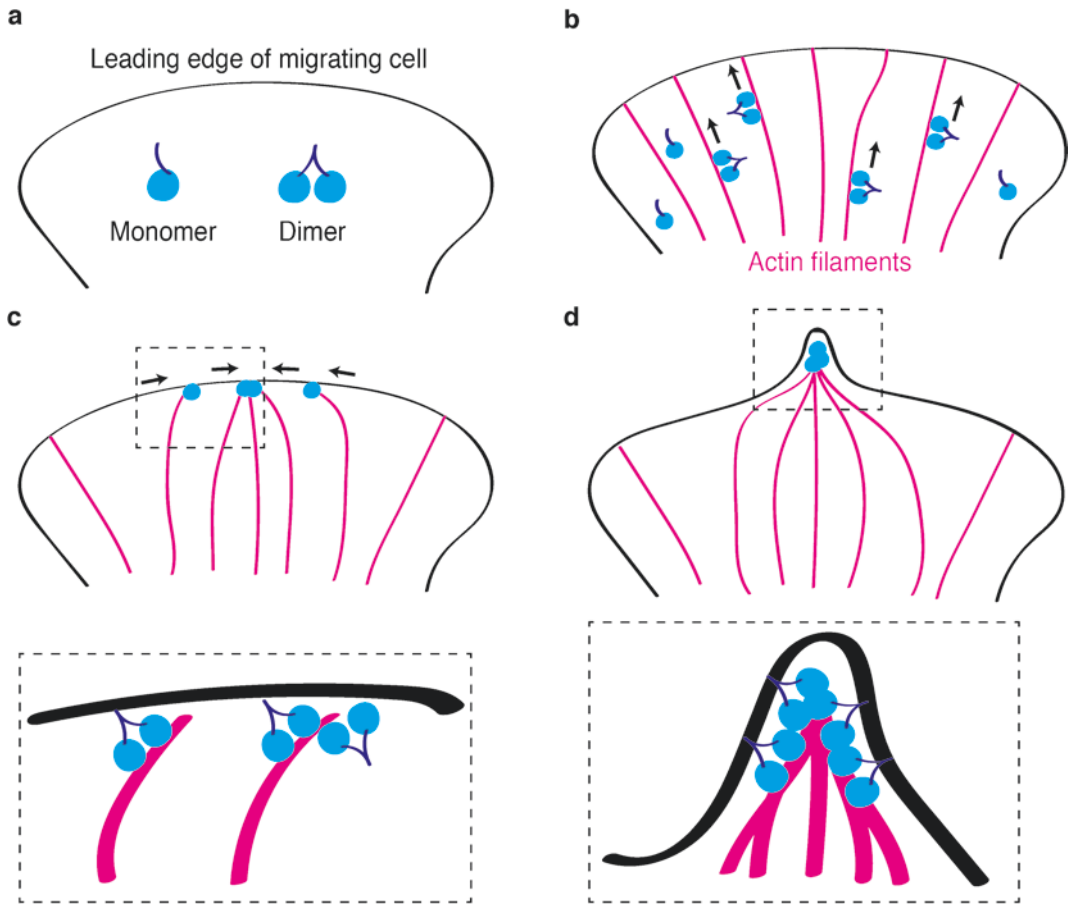 a
Leading edge of migrating cell
Monomer
Dimer
b
Actin filaments
c
d